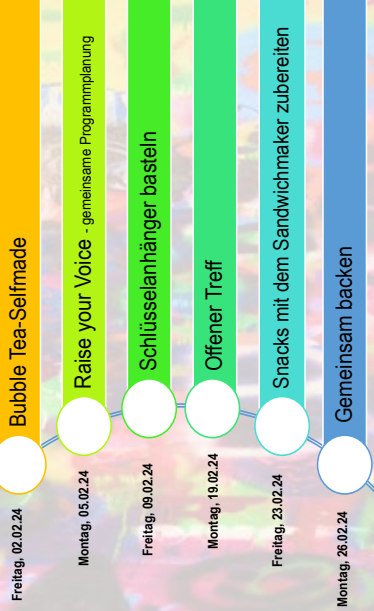 Freitag, 02.02.24
Bubble Tea-Selfmade
Montag, 05.02.24
Raise your Voice - gemeinsame Programmplanung
Freitag, 09.02.24
Schlüsselanhänger basteln
Montag, 19.02.24
Offener Treff
Freitag, 23.02.24
Snacks mit dem Sandwichmaker zubereiten
Montag, 26.02.24
Gemeinsam backen